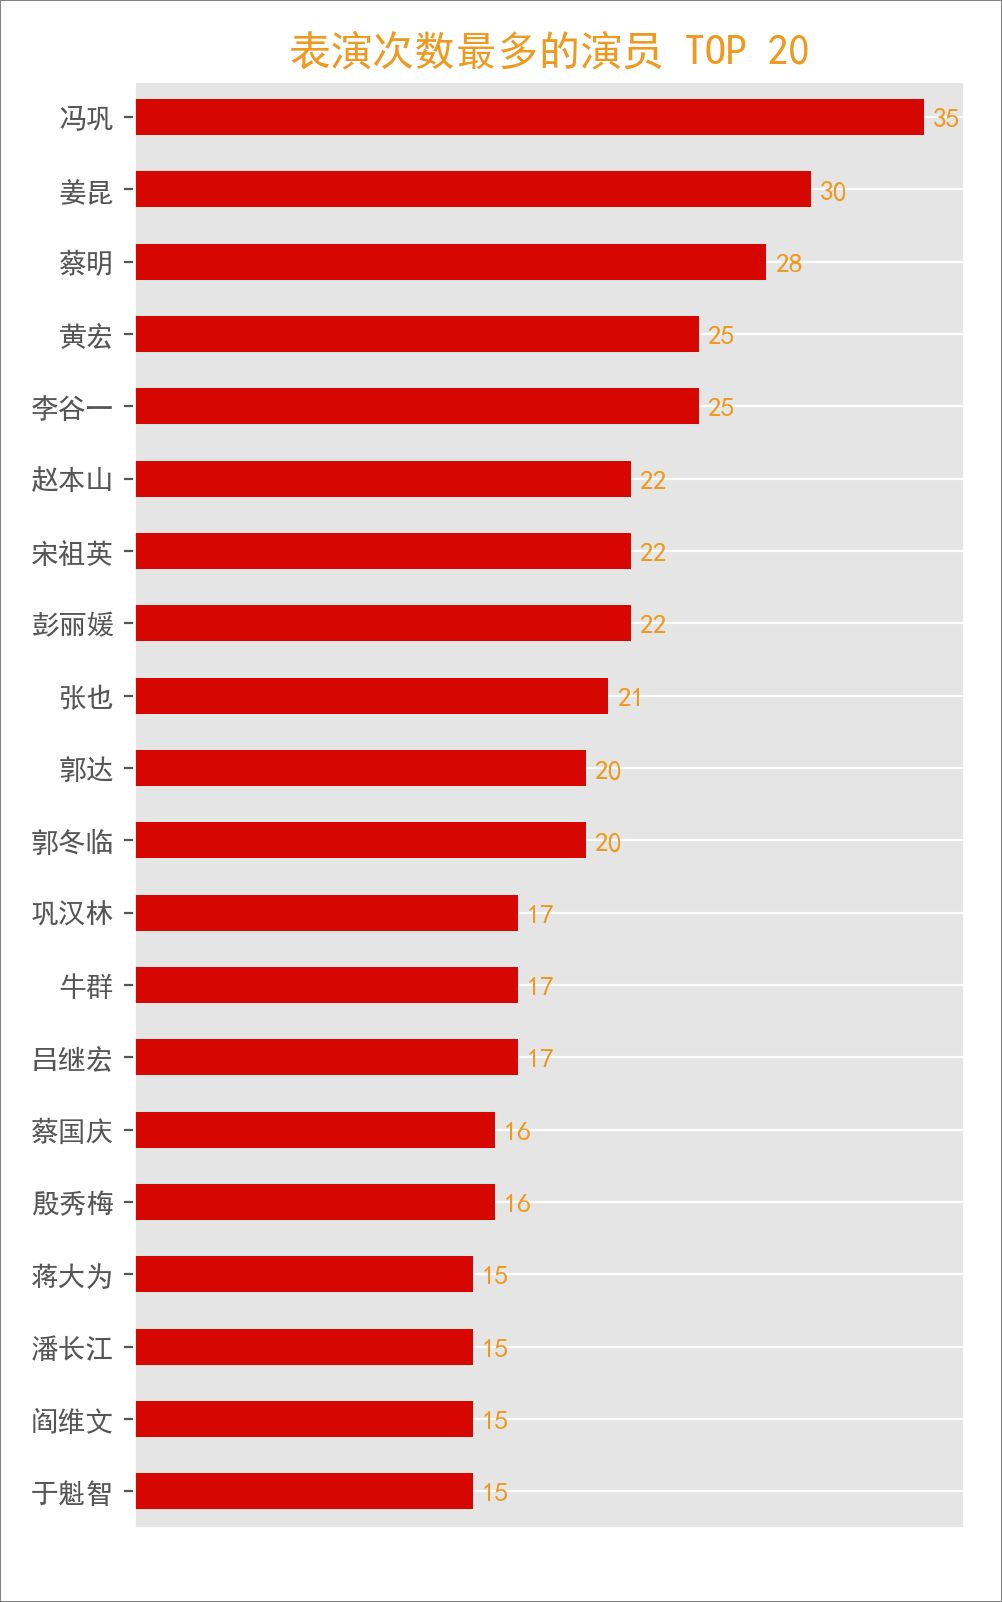 表演次数最多的演员 TOP 20
冯巩 35
姜昆 30
蔡明 28
黄宏 25
李谷一 25
赵本山 22
宋祖英 22
彭丽媛 22
张也 21
郭达 20
郭冬临 20
巩汉林 17
牛群 17
吕继宏 17
蔡国庆 16
殷秀梅 16
蒋大为 15
潘长江 15
阎维文 15
于魁智 15